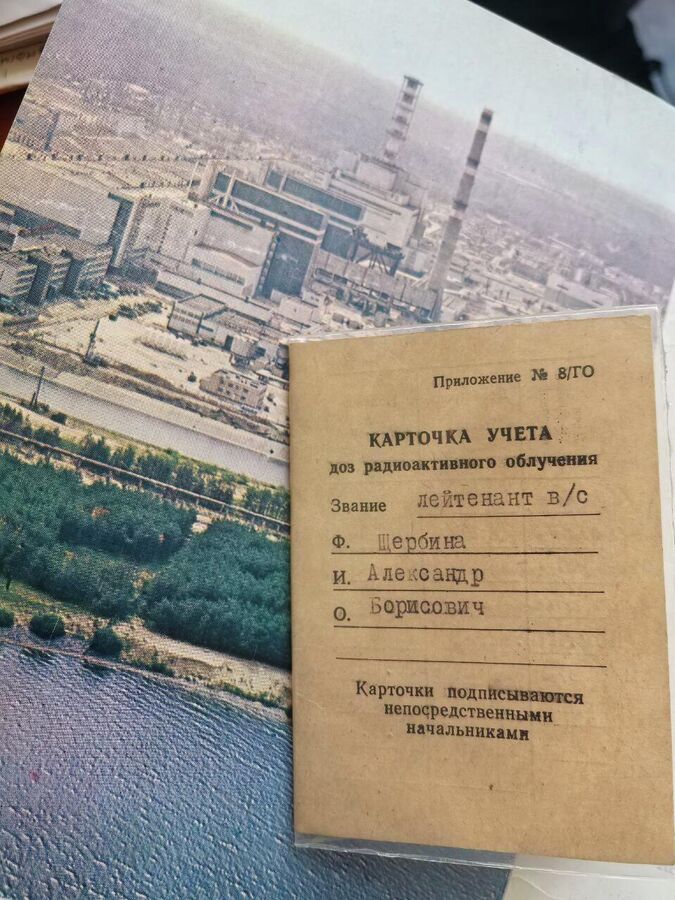 Приложение № 8/ГО
КАРТОЧКА УЧЕТА
доз радиоактивного облучения
Звание лейтенант в/с
Ф. Щербина
И. Александр
О. Борисович
Карточки подписываются
непосредственными
начальниками